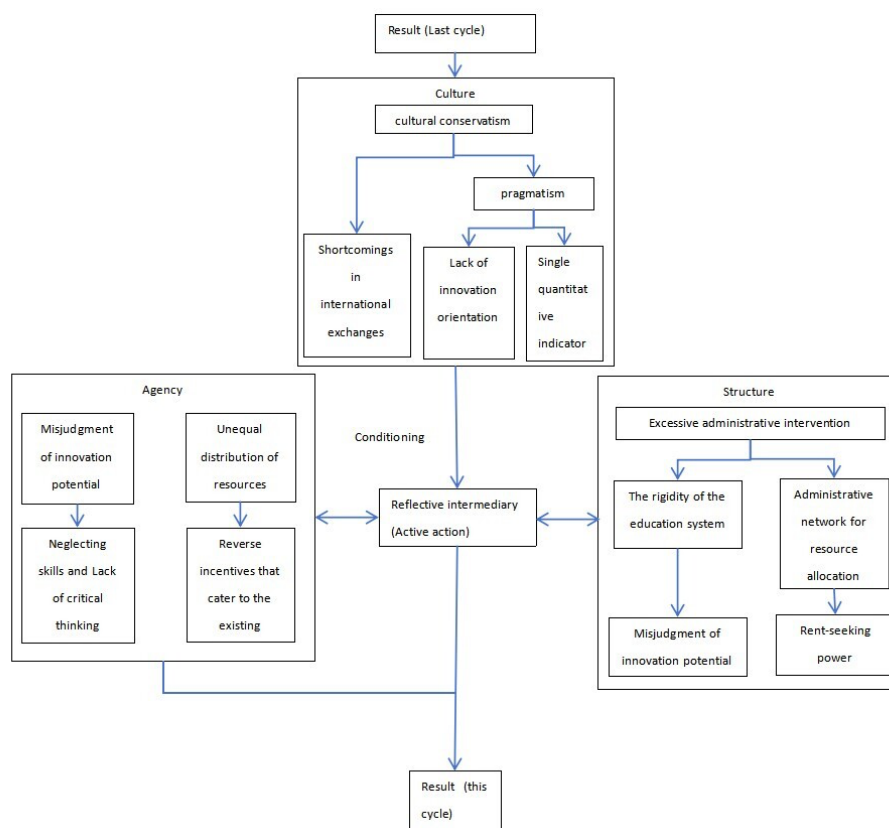 Result (Last cycle)
Culture
cultural conservatism
pragmatism
Shortcomings
in
international
exchanges
Lack of
innovation
orientation
Single
quantitat
ive
indicator
Agency
Misjudgment
of innovation
potential
Unequal
distribution of
resources
Neglecting
skills and Lack
of critical
thinking
Reverse
incentives that
cater to the
existing
Conditioning
Reflective intermediary
(Active action)
Structure
Excessive administrative intervention
The rigidity of the
education system
Administrative
network for
resource
allocation
Misjudgment of
innovation potential
Rent-seeking
power
Result (this
cycle)